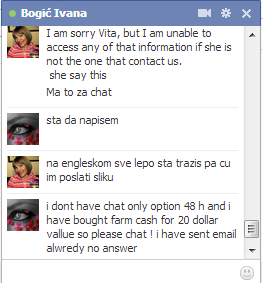 Bogić Ivana
I am sorry Vita, but I am unable to
access any of that information if she is
not the one that contact us.
she say this
Ma to za chat
sta da napisem
na engleskom sve lepo sta trazis pa cu
im poslati sliku
i dont have chat only option 48 h and i
have bought farm cash for 20 dollar
vallue so please chat ! i have sent email
alwredy no answer